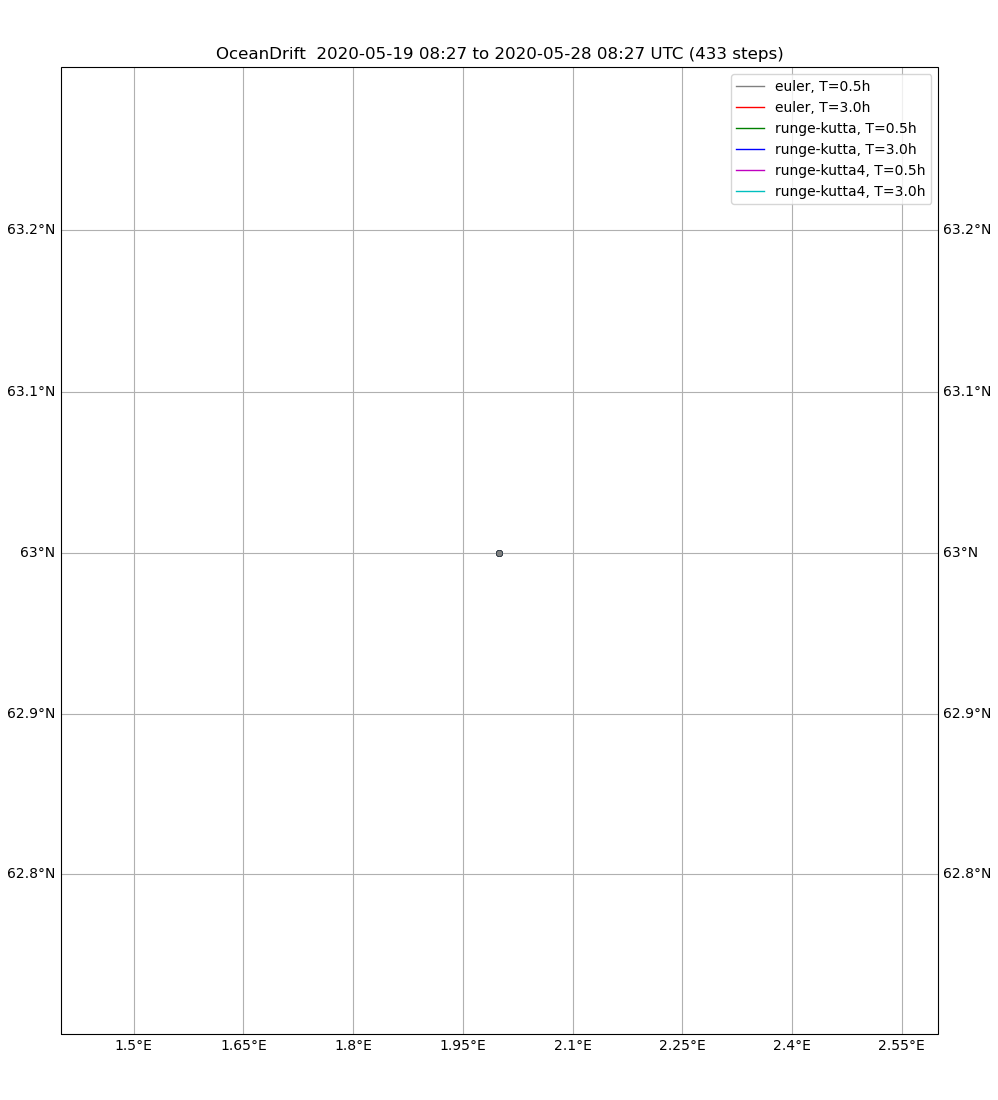 OceanDrift  2020-05-19 08:27 to 2020-05-28 08:27 UTC (433 steps)
euler, T=0.5h
euler, T=3.0h
runge-kutta, T=0.5h
runge-kutta, T=3.0h
runge-kutta4, T=0.5h
runge-kutta4, T=3.0h
63.2°N 63.2°N
63.1°N 63.1°N
63°N 63°N
62.9°N 62.9°N
62.8°N 62.8°N
1.5°E 1.65°E 1.8°E 1.95°E 2.1°E 2.25°E 2.4°E 2.55°E